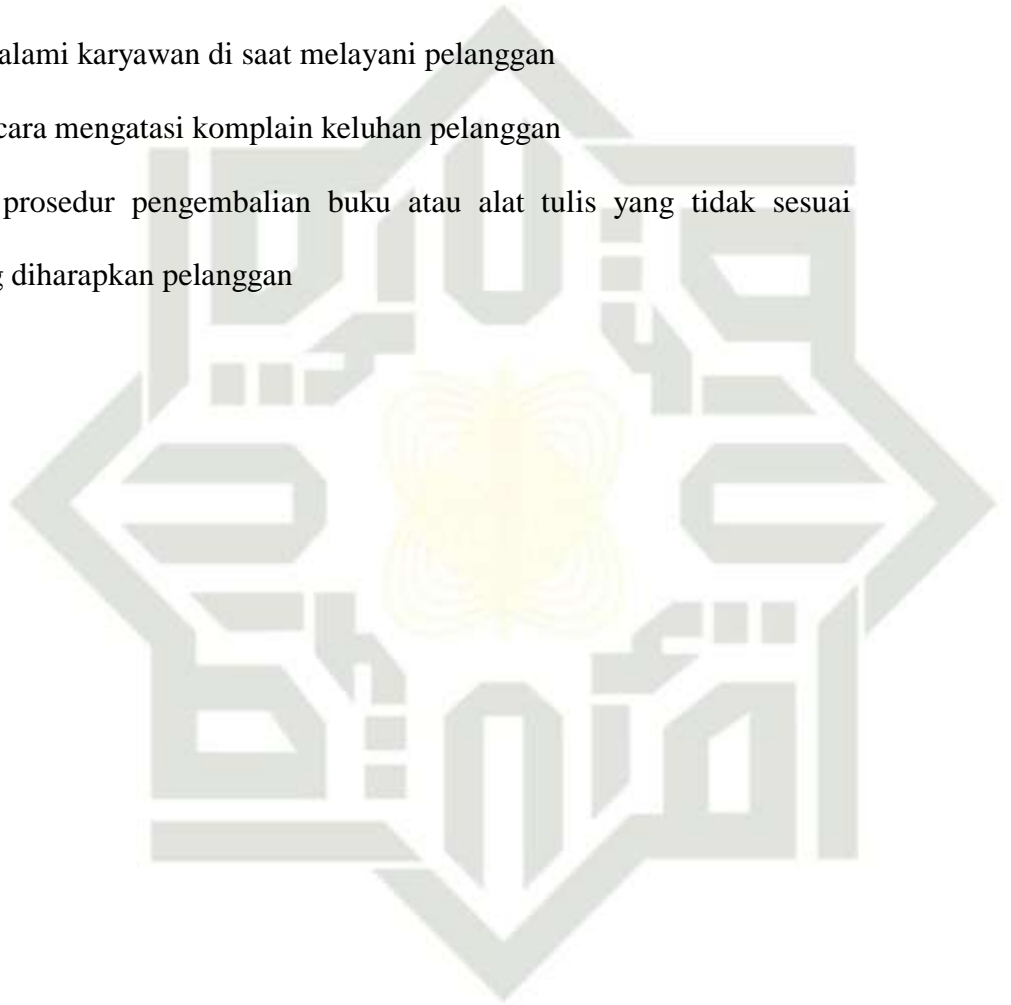 alami karyawan di saat melayani pelanggan
cara mengatasi komplain keluhan pelanggan
prosedur pengembalian buku atau alat tulis yang tidak sesuai
g diharapkan pelanggan